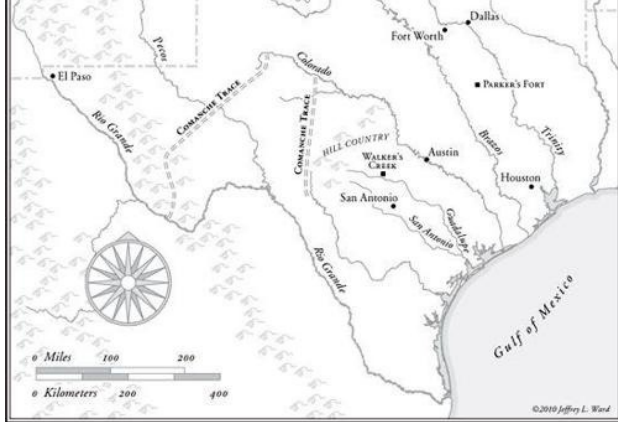 Dallas
Fort Worth
Pecos
El Paso
Colorado
PARKER'S FORT
COMANCHE TRACE
Rio Grande
COMANCHE TRACE
HILL COUNTRY
Brazos
Trinity
Austin
WALKER'S
CREEK
Houston
San Antonio
San Antonio
Guadalupe
Rio Grande
Gulf of Mexico
0 Miles 100 200
0 Kilometers 200 400
©2010 Jeffrey L. Ward